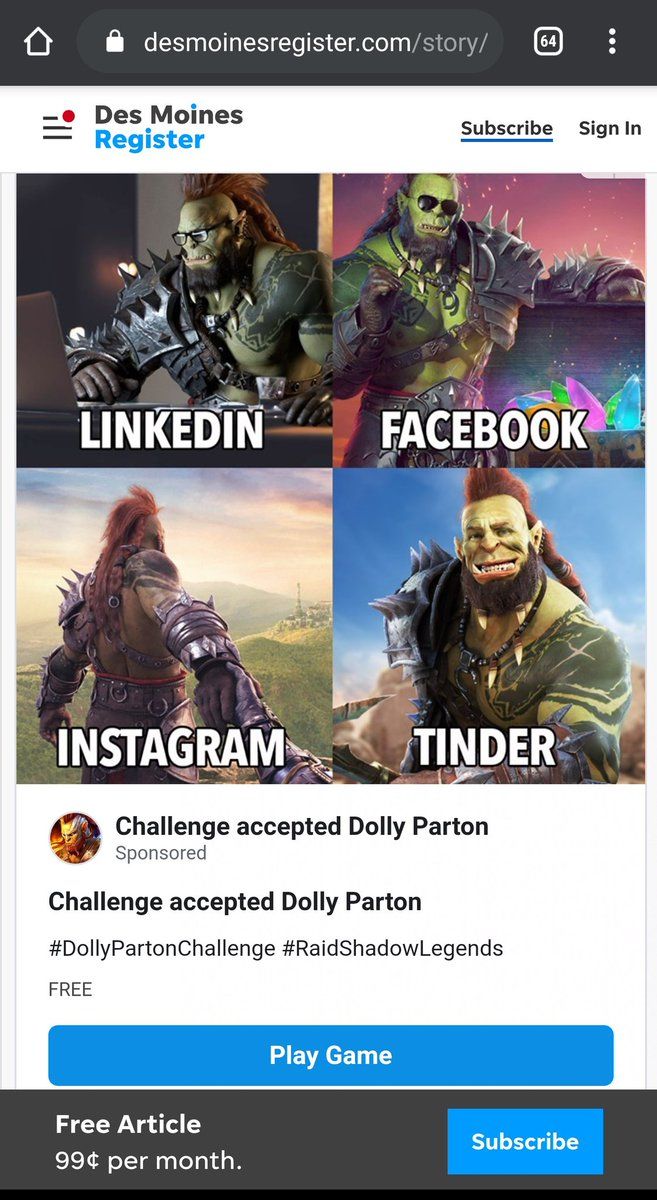 desmoinesregister.com/story/
64
Des Moines
Register
Subscribe
Sign In
LINKEDIN
FACEBOOK
INSTAGRAM
TINDER
Challenge accepted Dolly Parton
Sponsored
Challenge accepted Dolly Parton
#DollyPartonChallenge #RaidShadowLegends
FREE
Play Game
Free Article
99¢ per month.
Subscribe